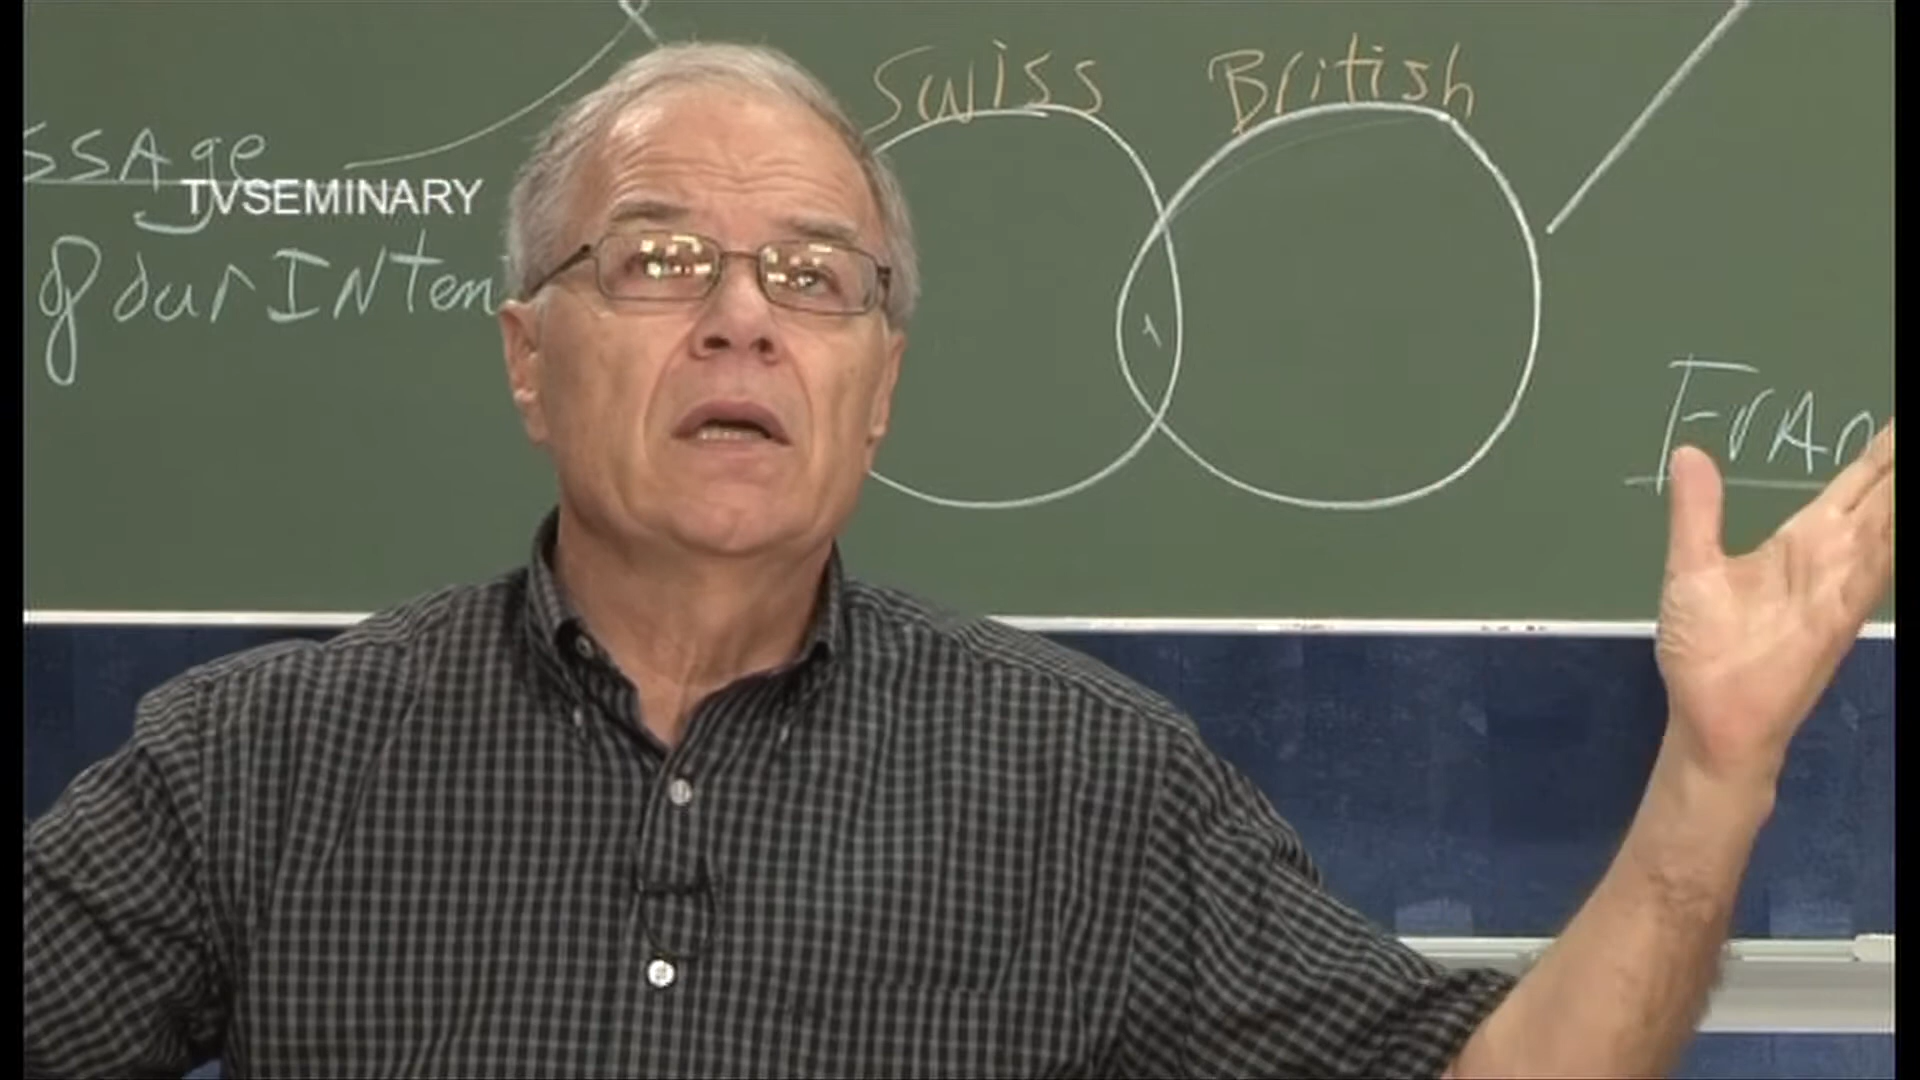 Swiss British
ssAge
TVSEMINARY
of our INten
FrAn